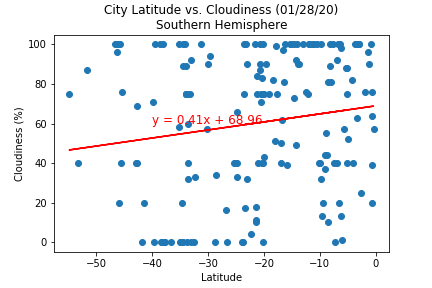 City Latitude vs. Cloudiness (01/28/20)
Southern Hemisphere
100
80
60
40
20
0
Cloudiness (%)
y = 0.41x + 68.96
−50
−40
−30
−20
−10
0
Latitude